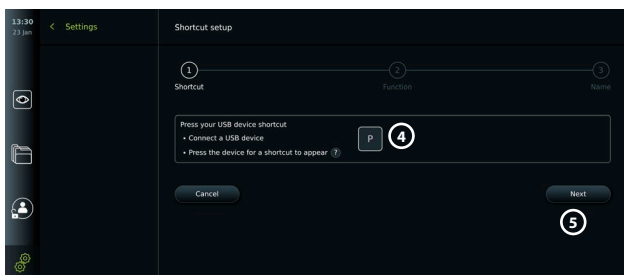 13:30
23 Jan
Settings
Shortcut setup
1
2
3
Shortcut
Function
Name
Press your USB device shortcut
• Connect a USB device
• Press the device for a shortcut to appear ?
P
4
Cancel
Next
5